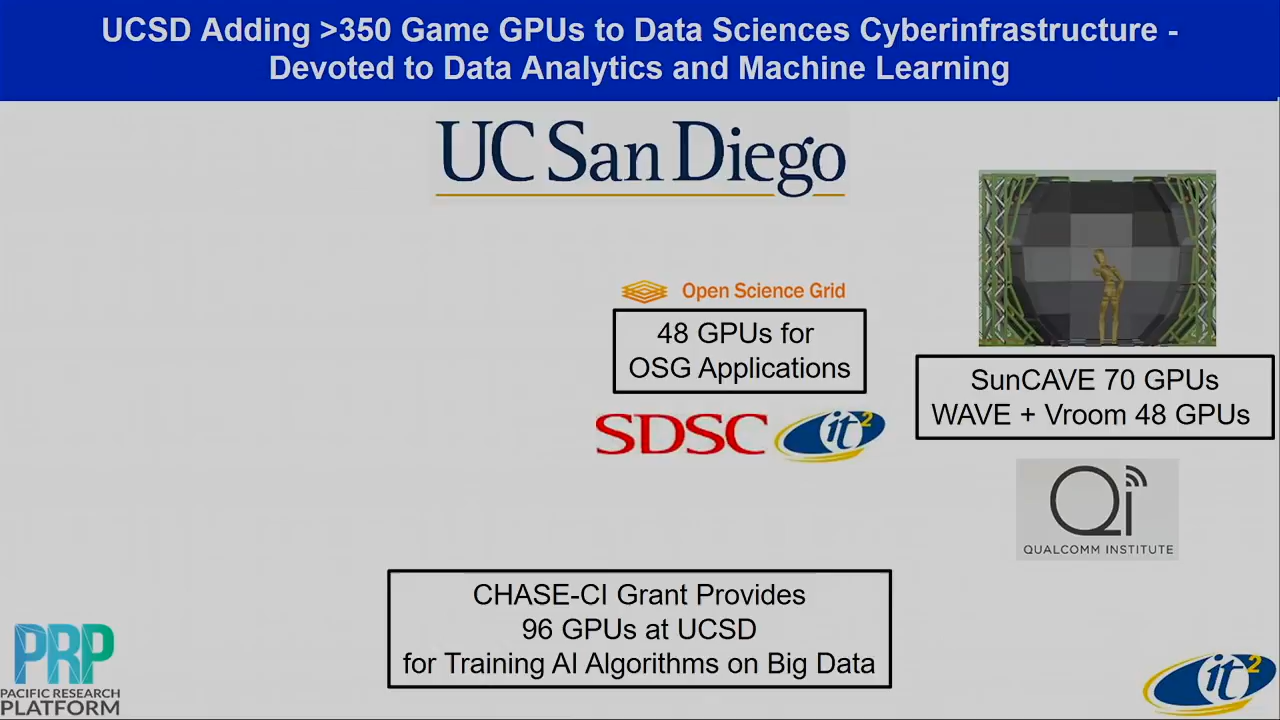 UCSD Adding >350 Game GPUs to Data Sciences Cyberinfrastructure -
Devoted to Data Analytics and Machine Learning
UC San Diego
Open Science Grid
48 GPUs for
OSG Applications
SDSC
it2
SunCAVE 70 GPUs
WAVE + Vroom 48 GPUs
Qi
QUALCOMM INSTITUTE
CHASE-CI Grant Provides
96 GPUs at UCSD
for Training AI Algorithms on Big Data
PRP
PACIFIC RESEARCH
PLATFORM
it2